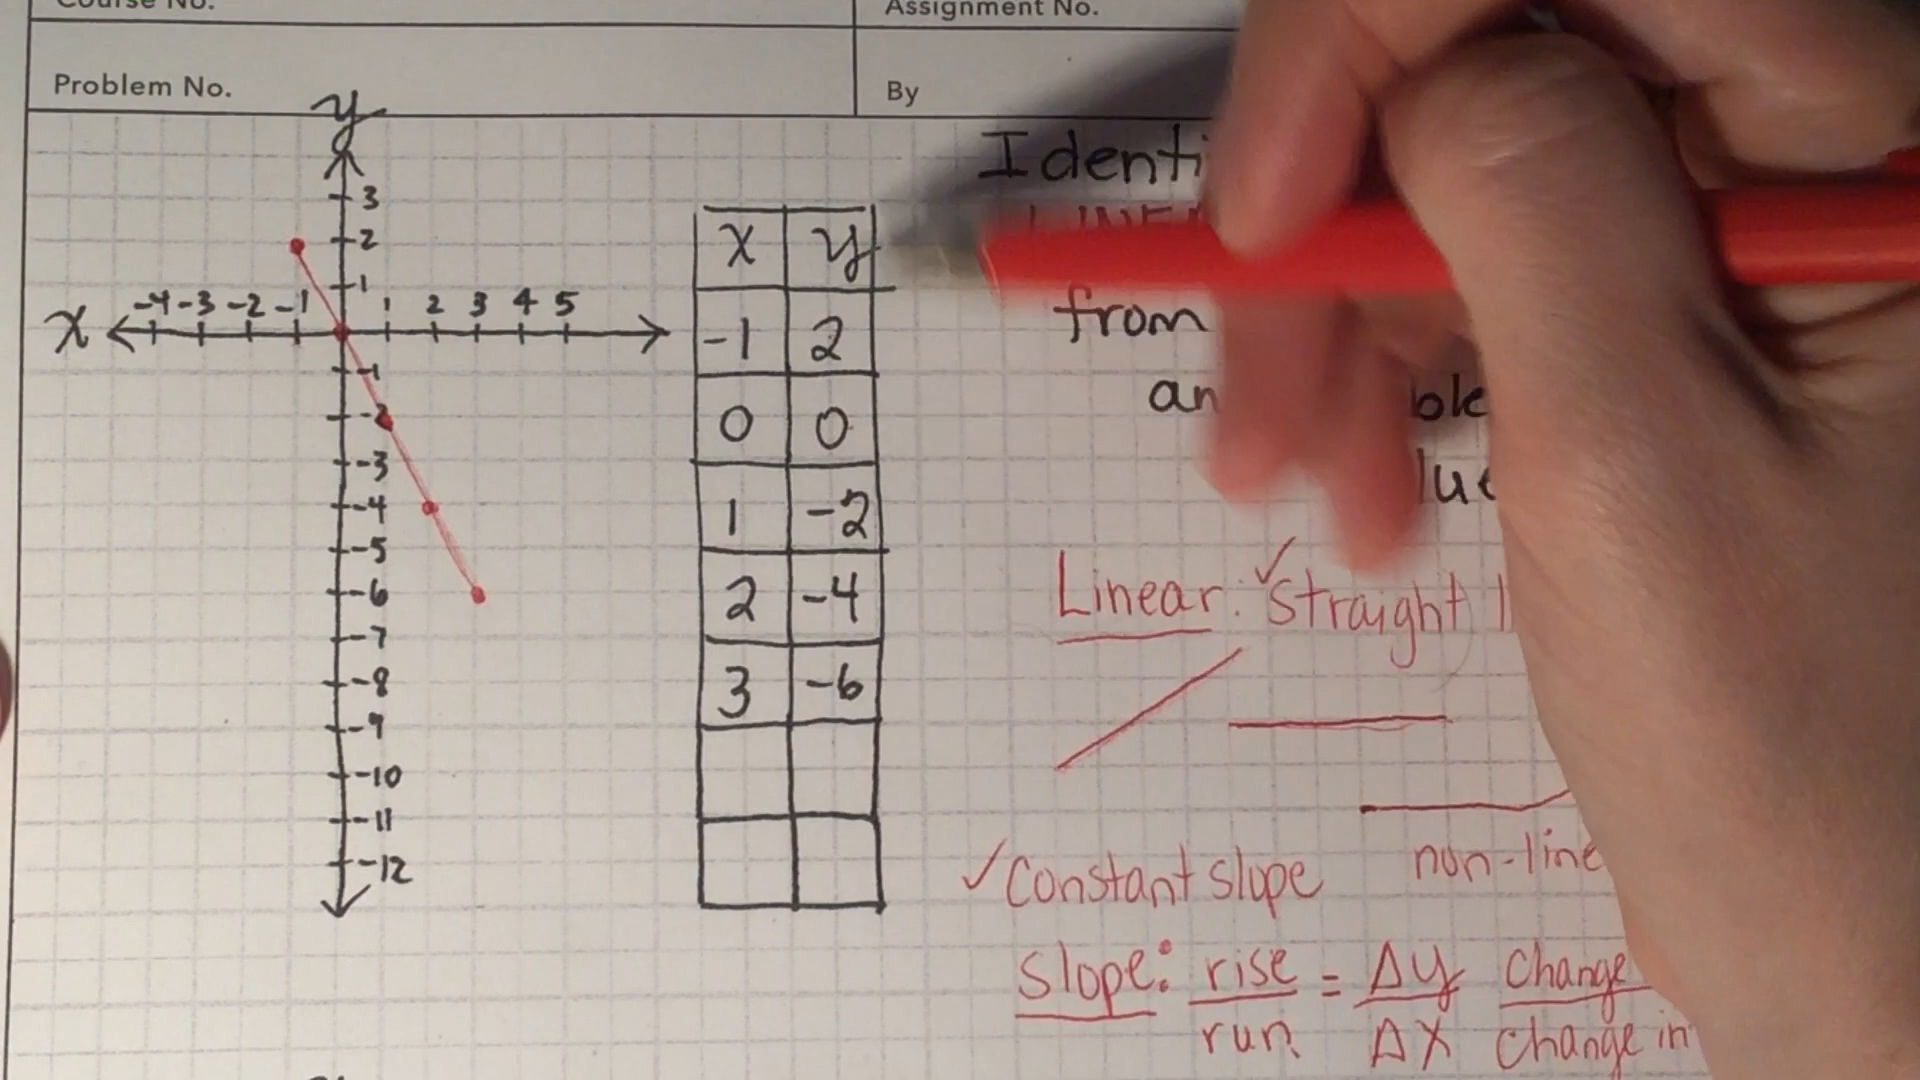 Course No.
Assignment No.
Problem No.
By
y
3
2
1
-4 -3 -2 -1 1 2 3 4 5
x
-1
-2
-3
-4
-5
-6
-7
-8
-9
-10
-11
-12
x y
-1 2
0 0
1 -2
2 -4
3 -6
Identi
LINEA
from
an ble
lue
Linear: ✓Straight l
non-line
✓Constant slope
Slope: rise = Δy Change
run ΔX Change in